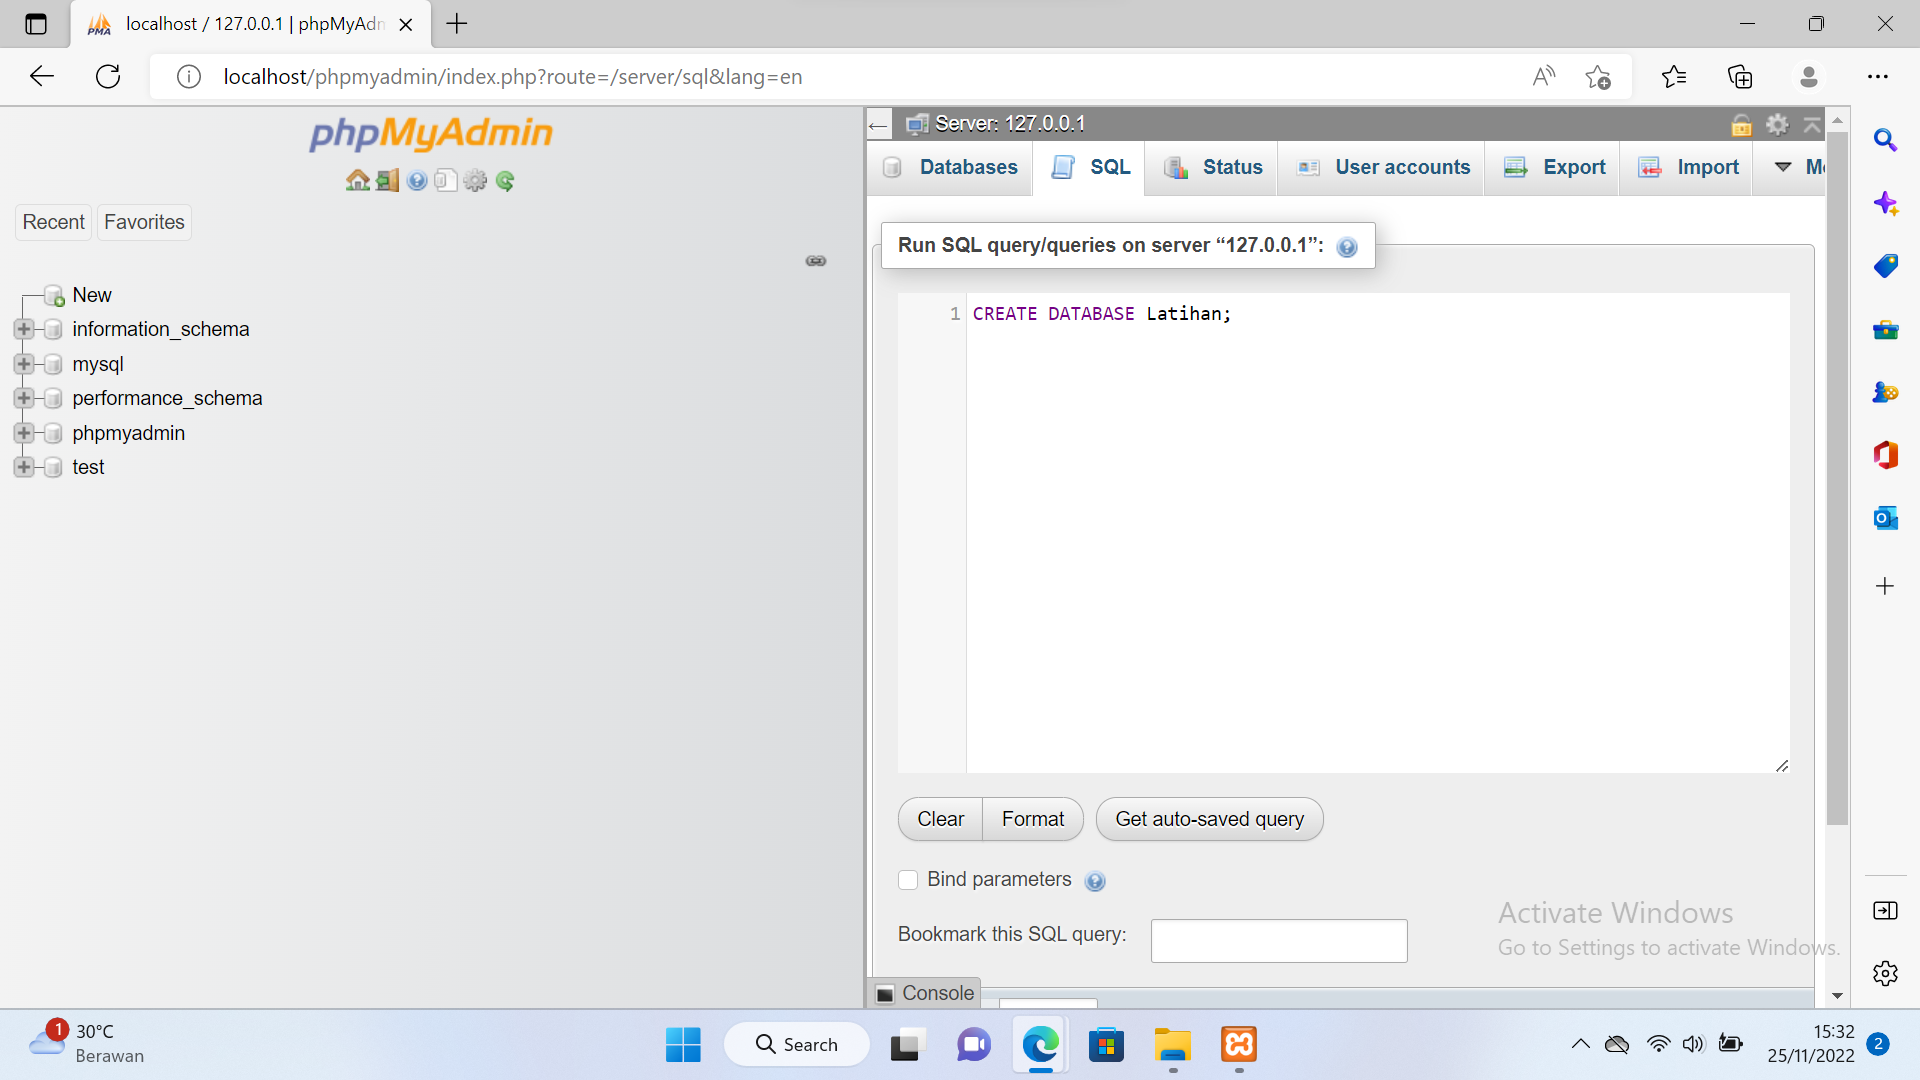 localhost / 127.0.0.1 | phpMyAdn
localhost/phpmyadmin/index.php?route=/server/sql&lang=en
phpMyAdmin
Recent
Favorites
New
information_schema
mysql
performance_schema
phpmyadmin
test
Server: 127.0.0.1
Databases
SQL
Status
User accounts
Export
Import
Mo
Run SQL query/queries on server “127.0.0.1”:
1
CREATE DATABASE Latihan;
Clear
Format
Get auto-saved query
Bind parameters
Bookmark this SQL query:
Console
Activate Windows
Go to Settings to activate Windows.
1
30°C
Berawan
Search
15:32
25/11/2022
2